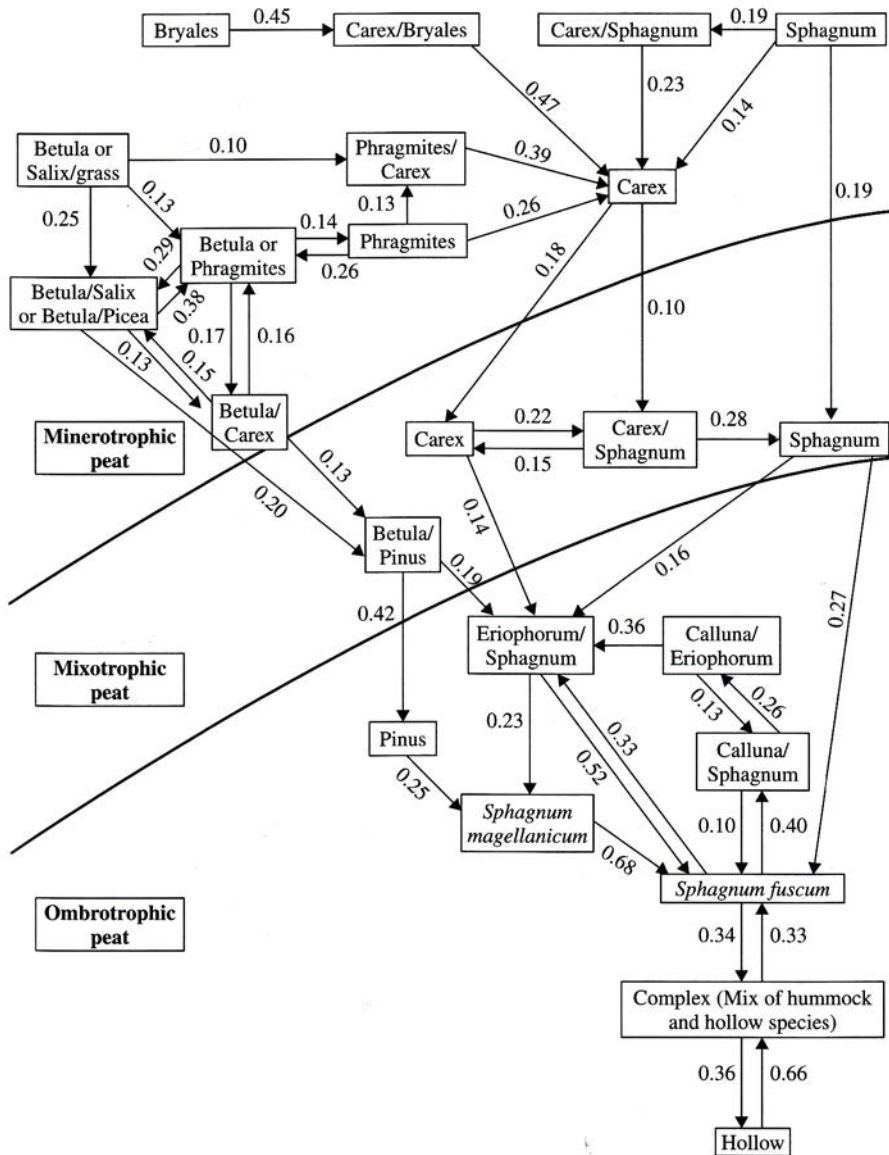 0.45
0.19
Bryales
Carex/Bryales
Carex/Sphagnum
Sphagnum
0.47
0.23
0.14
Betula or
Salix/grass
0.10
Phragmites/
Carex
0.39
Carex
0.19
0.25
0.13
0.13
0.26
Betula or
Phragmites
0.14
Phragmites
0.26
0.29
0.18
Betula/Salix
or Betula/Picea
0.38
0.17
0.16
0.10
0.13
0.15
Betula/
Carex
Minerotrophic
peat
Carex
0.22
0.15
Carex/
Sphagnum
0.28
Sphagnum
0.13
0.20
0.14
0.16
Betula/
Pinus
0.19
0.27
0.42
Eriophorum/
Sphagnum
0.36
Calluna/
Eriophorum
Mixotrophic
peat
0.13
0.26
Pinus
0.23
0.33
0.52
Calluna/
Sphagnum
0.25
Sphagnum
magellanicum
0.10
0.40
0.68
Sphagnum fuscum
Ombrotrophic
peat
0.34
0.33
Complex (Mix of hummock
and hollow species)
0.36
0.66
Hollow